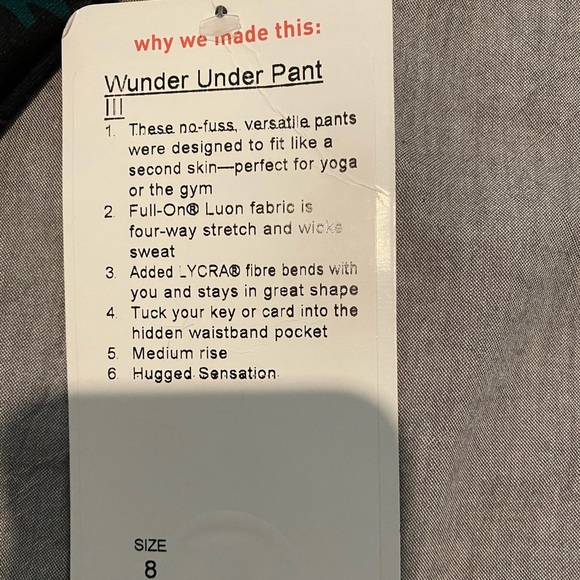 why we made this:
Wunder Under Pant
III
1. These no-fuss, versatile pants
were designed to fit like a
second skin—perfect for yoga
or the gym
2. Full-On® Luon fabric is
four-way stretch and wicks
sweat
3. Added LYCRA® fibre bends with
you and stays in great shape
4. Tuck your key or card into the
hidden waistband pocket
5. Medium rise
6. Hugged Sensation
SIZE
8